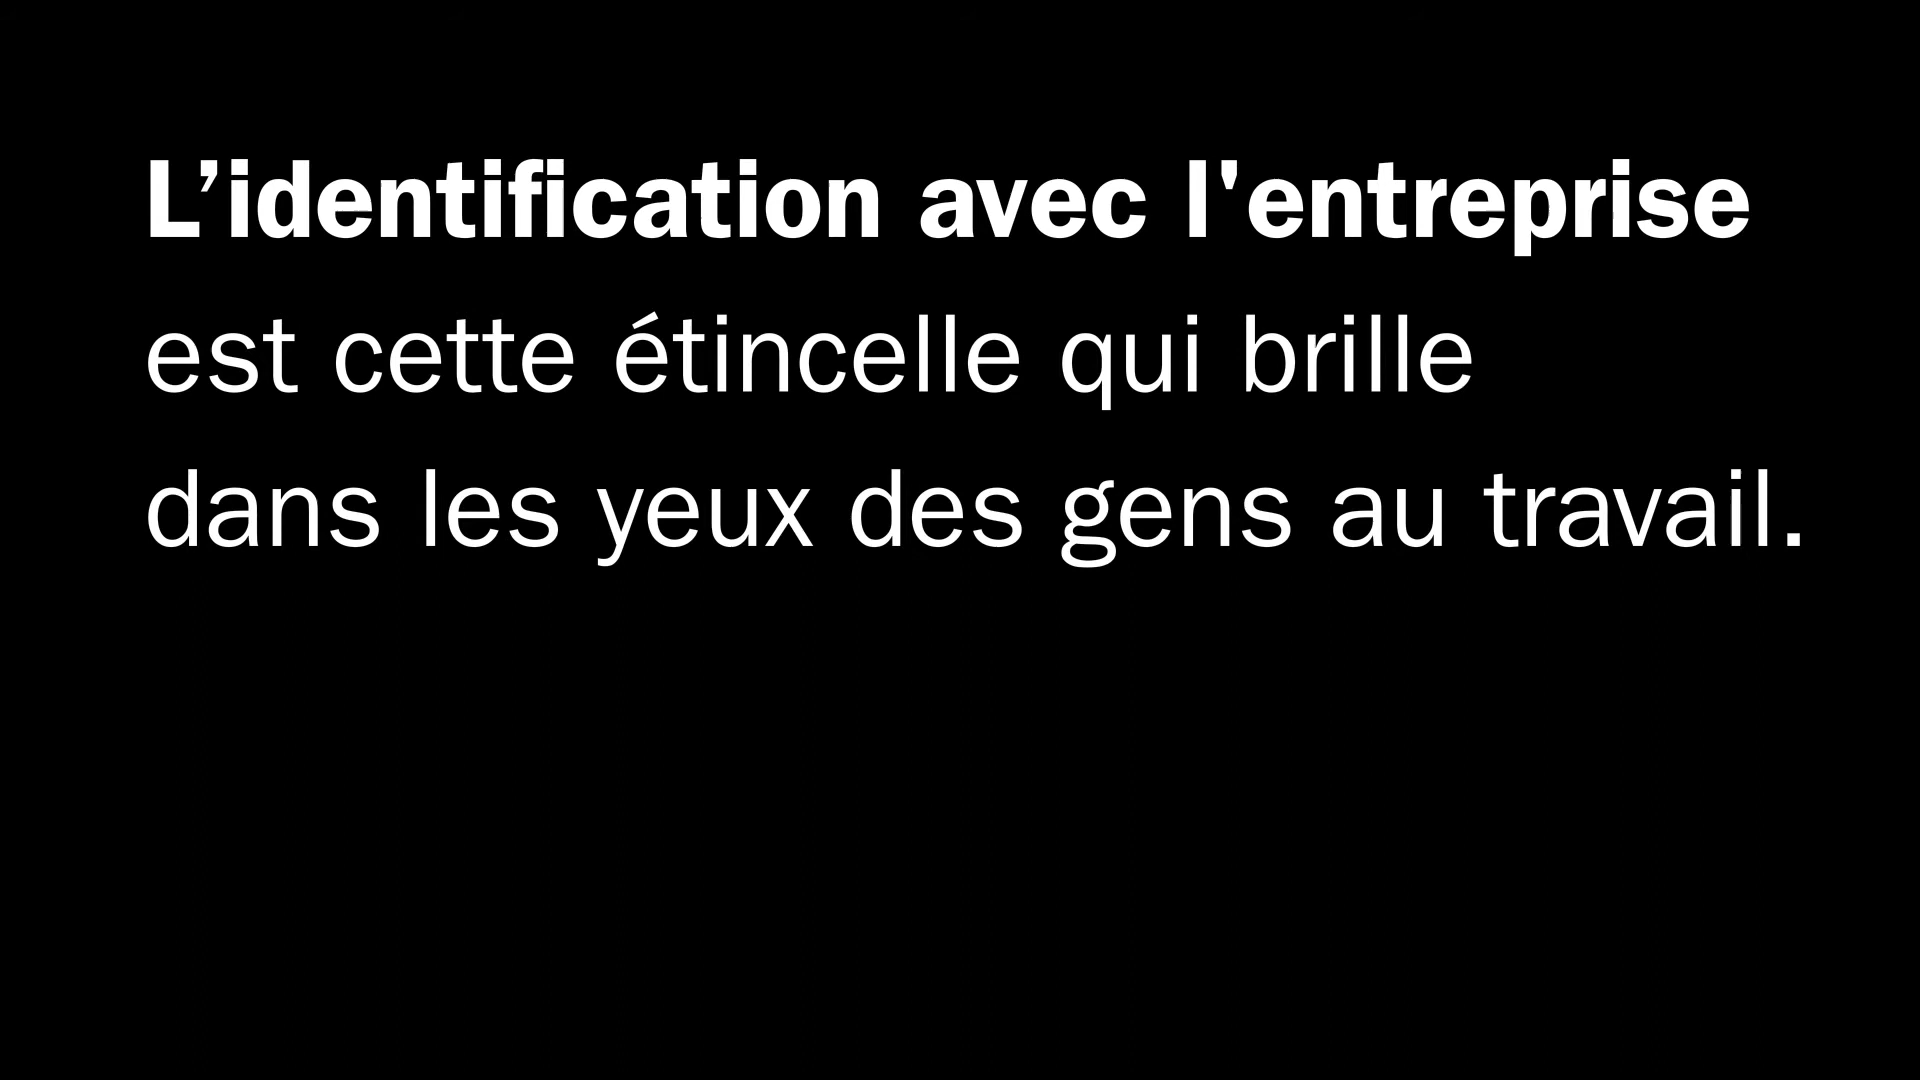 L’identification avec l'entreprise
est cette étincelle qui brille
dans les yeux des gens au travail.